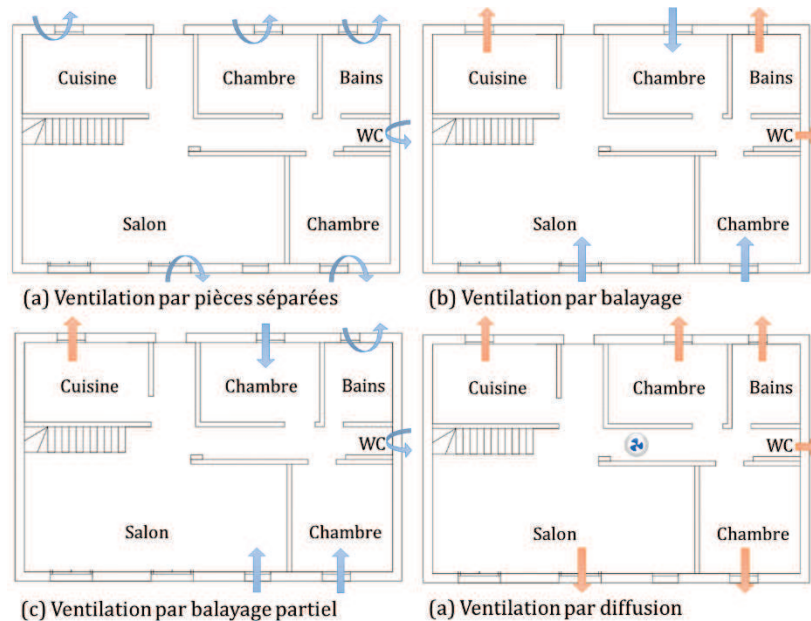 Cuisine
Chambre
Bains
WC
Salon
Chambre
(a) Ventilation par pièces séparées
Cuisine
Chambre
Bains
WC
Salon
Chambre
(b) Ventilation par balayage
Cuisine
Chambre
Bains
WC
Salon
Chambre
(c) Ventilation par balayage partiel
Cuisine
Chambre
Bains
WC
Salon
Chambre
(a) Ventilation par diffusion